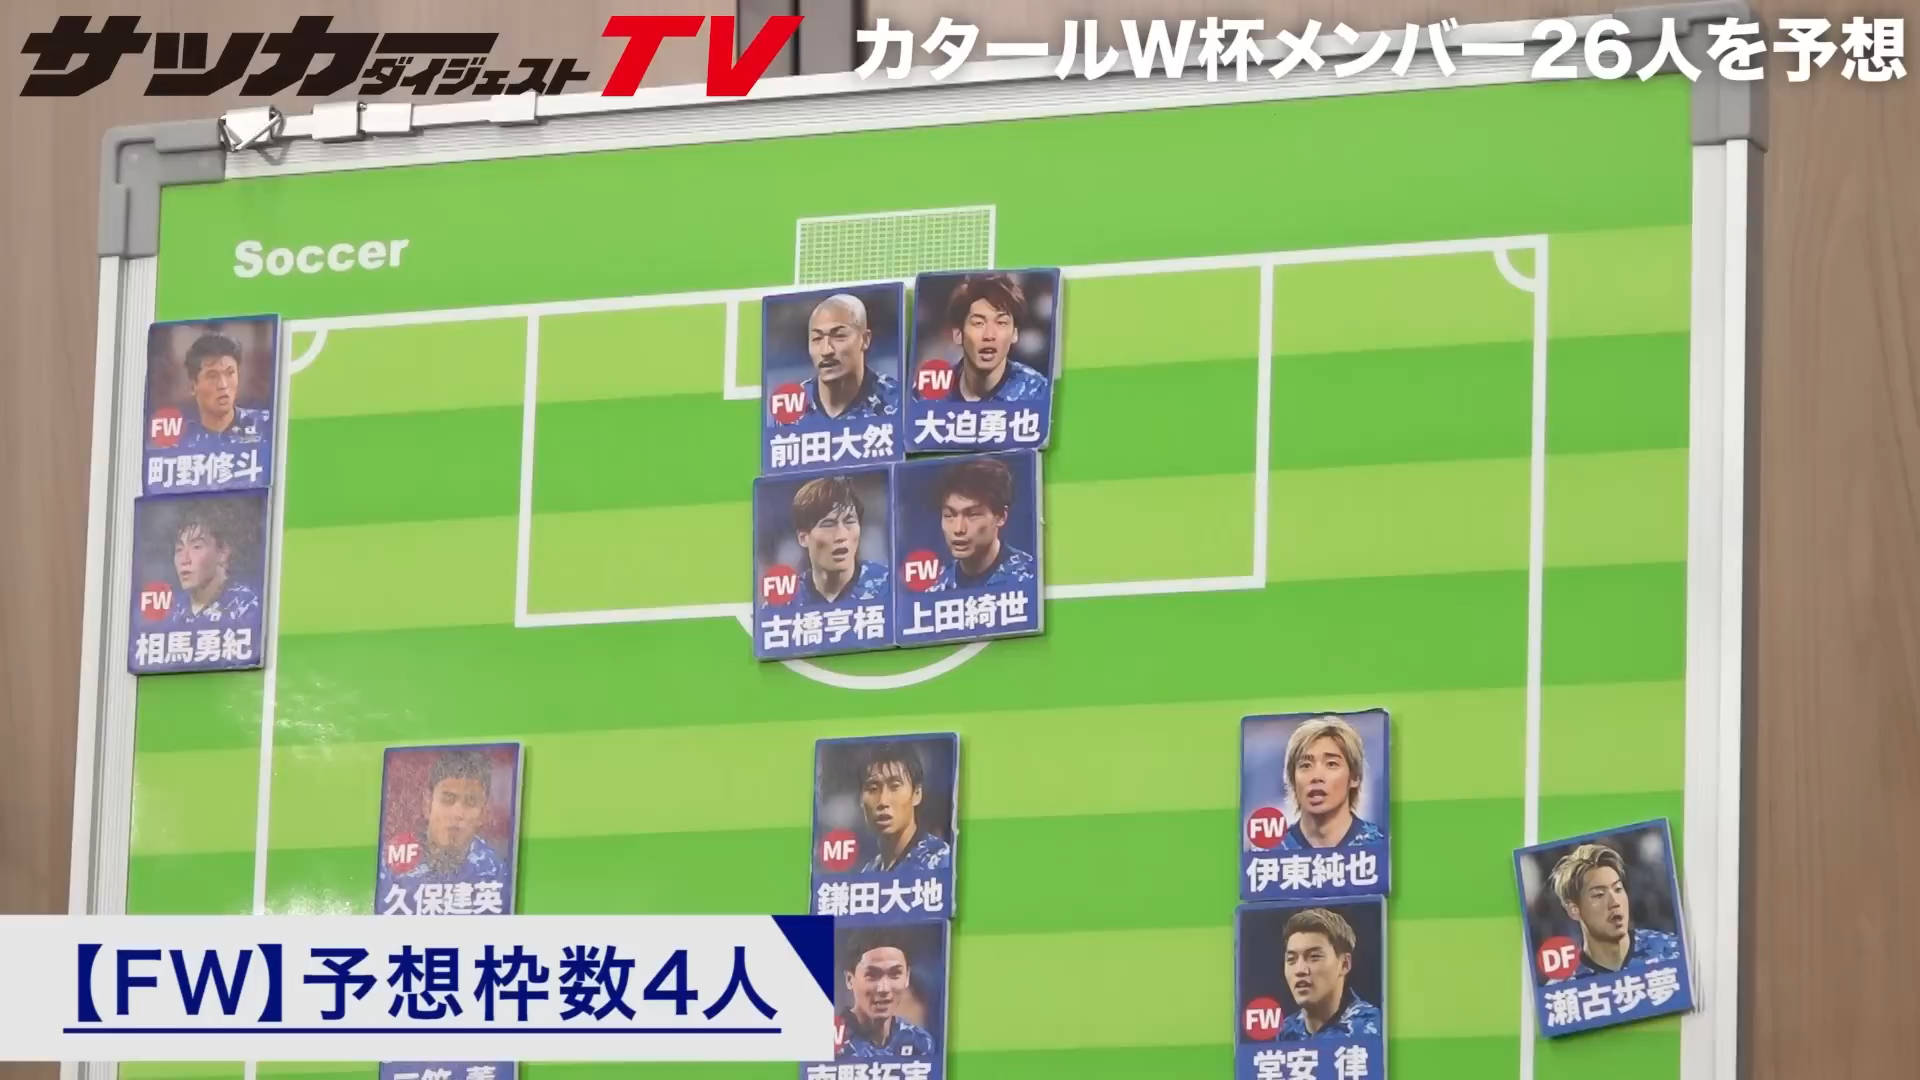 サッカーダイジェストTV
カタールW杯メンバー26人を予想
Soccer
FW
前田大然
FW
大迫勇也
FW
町野修斗
FW
古橋亨梧
FW
上田綺世
FW
相馬勇紀
MF
久保建英
MF
鎌田大地
FW
伊東純也
DF
瀬古歩夢
南野拓実
FW
堂安 律
【FW】予想枠数4人